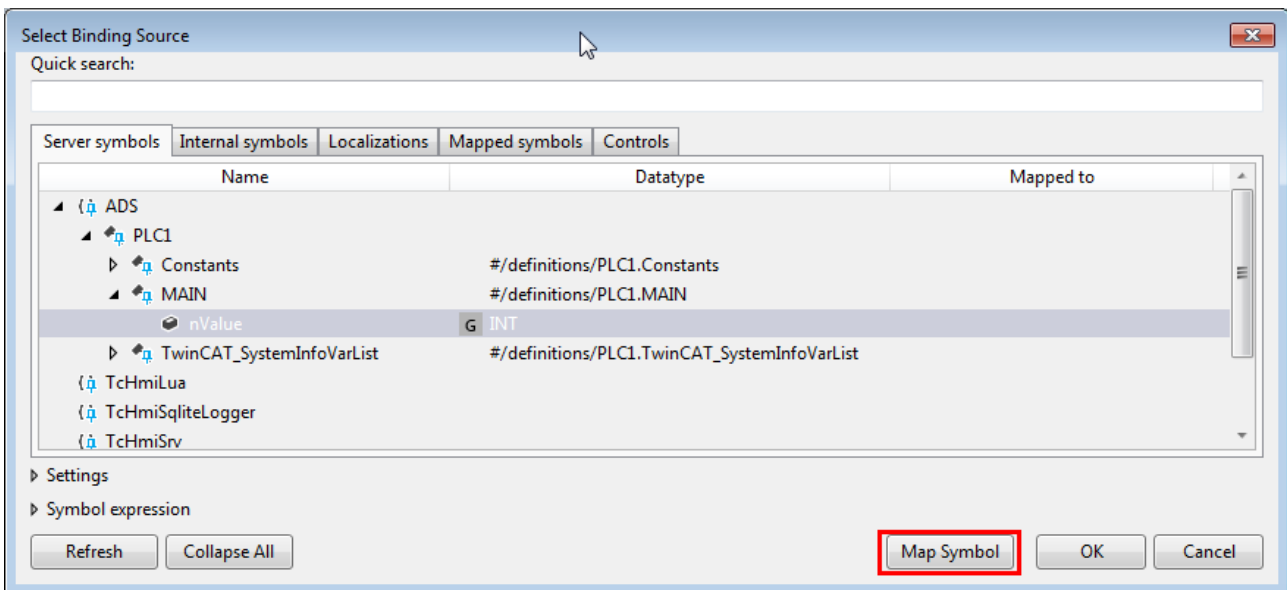 Select Binding Source
Quick search:
Server symbols Internal symbols Localizations Mapped symbols Controls
Name Datatype Mapped to
ADS
PLC1
Constants #/definitions/PLC1.Constants
MAIN #/definitions/PLC1.MAIN
nValue G INT
TwinCAT_SystemInfoVarList #/definitions/PLC1.TwinCAT_SystemInfoVarList
TcHmiLua
TcHmiSqliteLogger
TcHmiSrv
Settings
Symbol expression
Refresh Collapse All Map Symbol OK Cancel